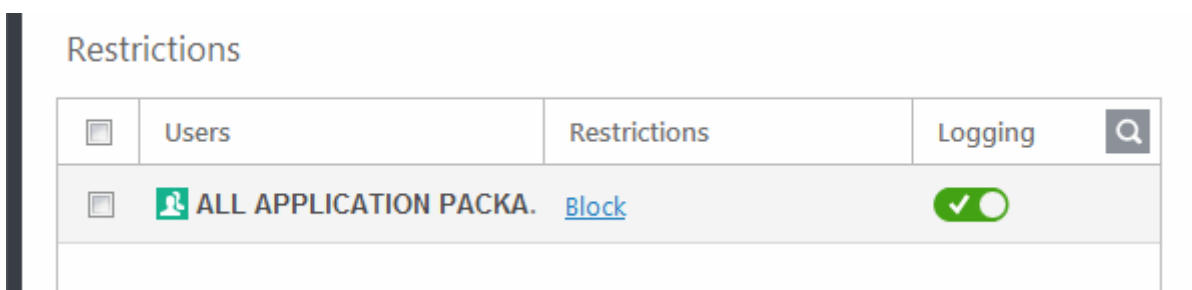 Restrictions
Users Restrictions Logging
ALL APPLICATION PACKA. Block